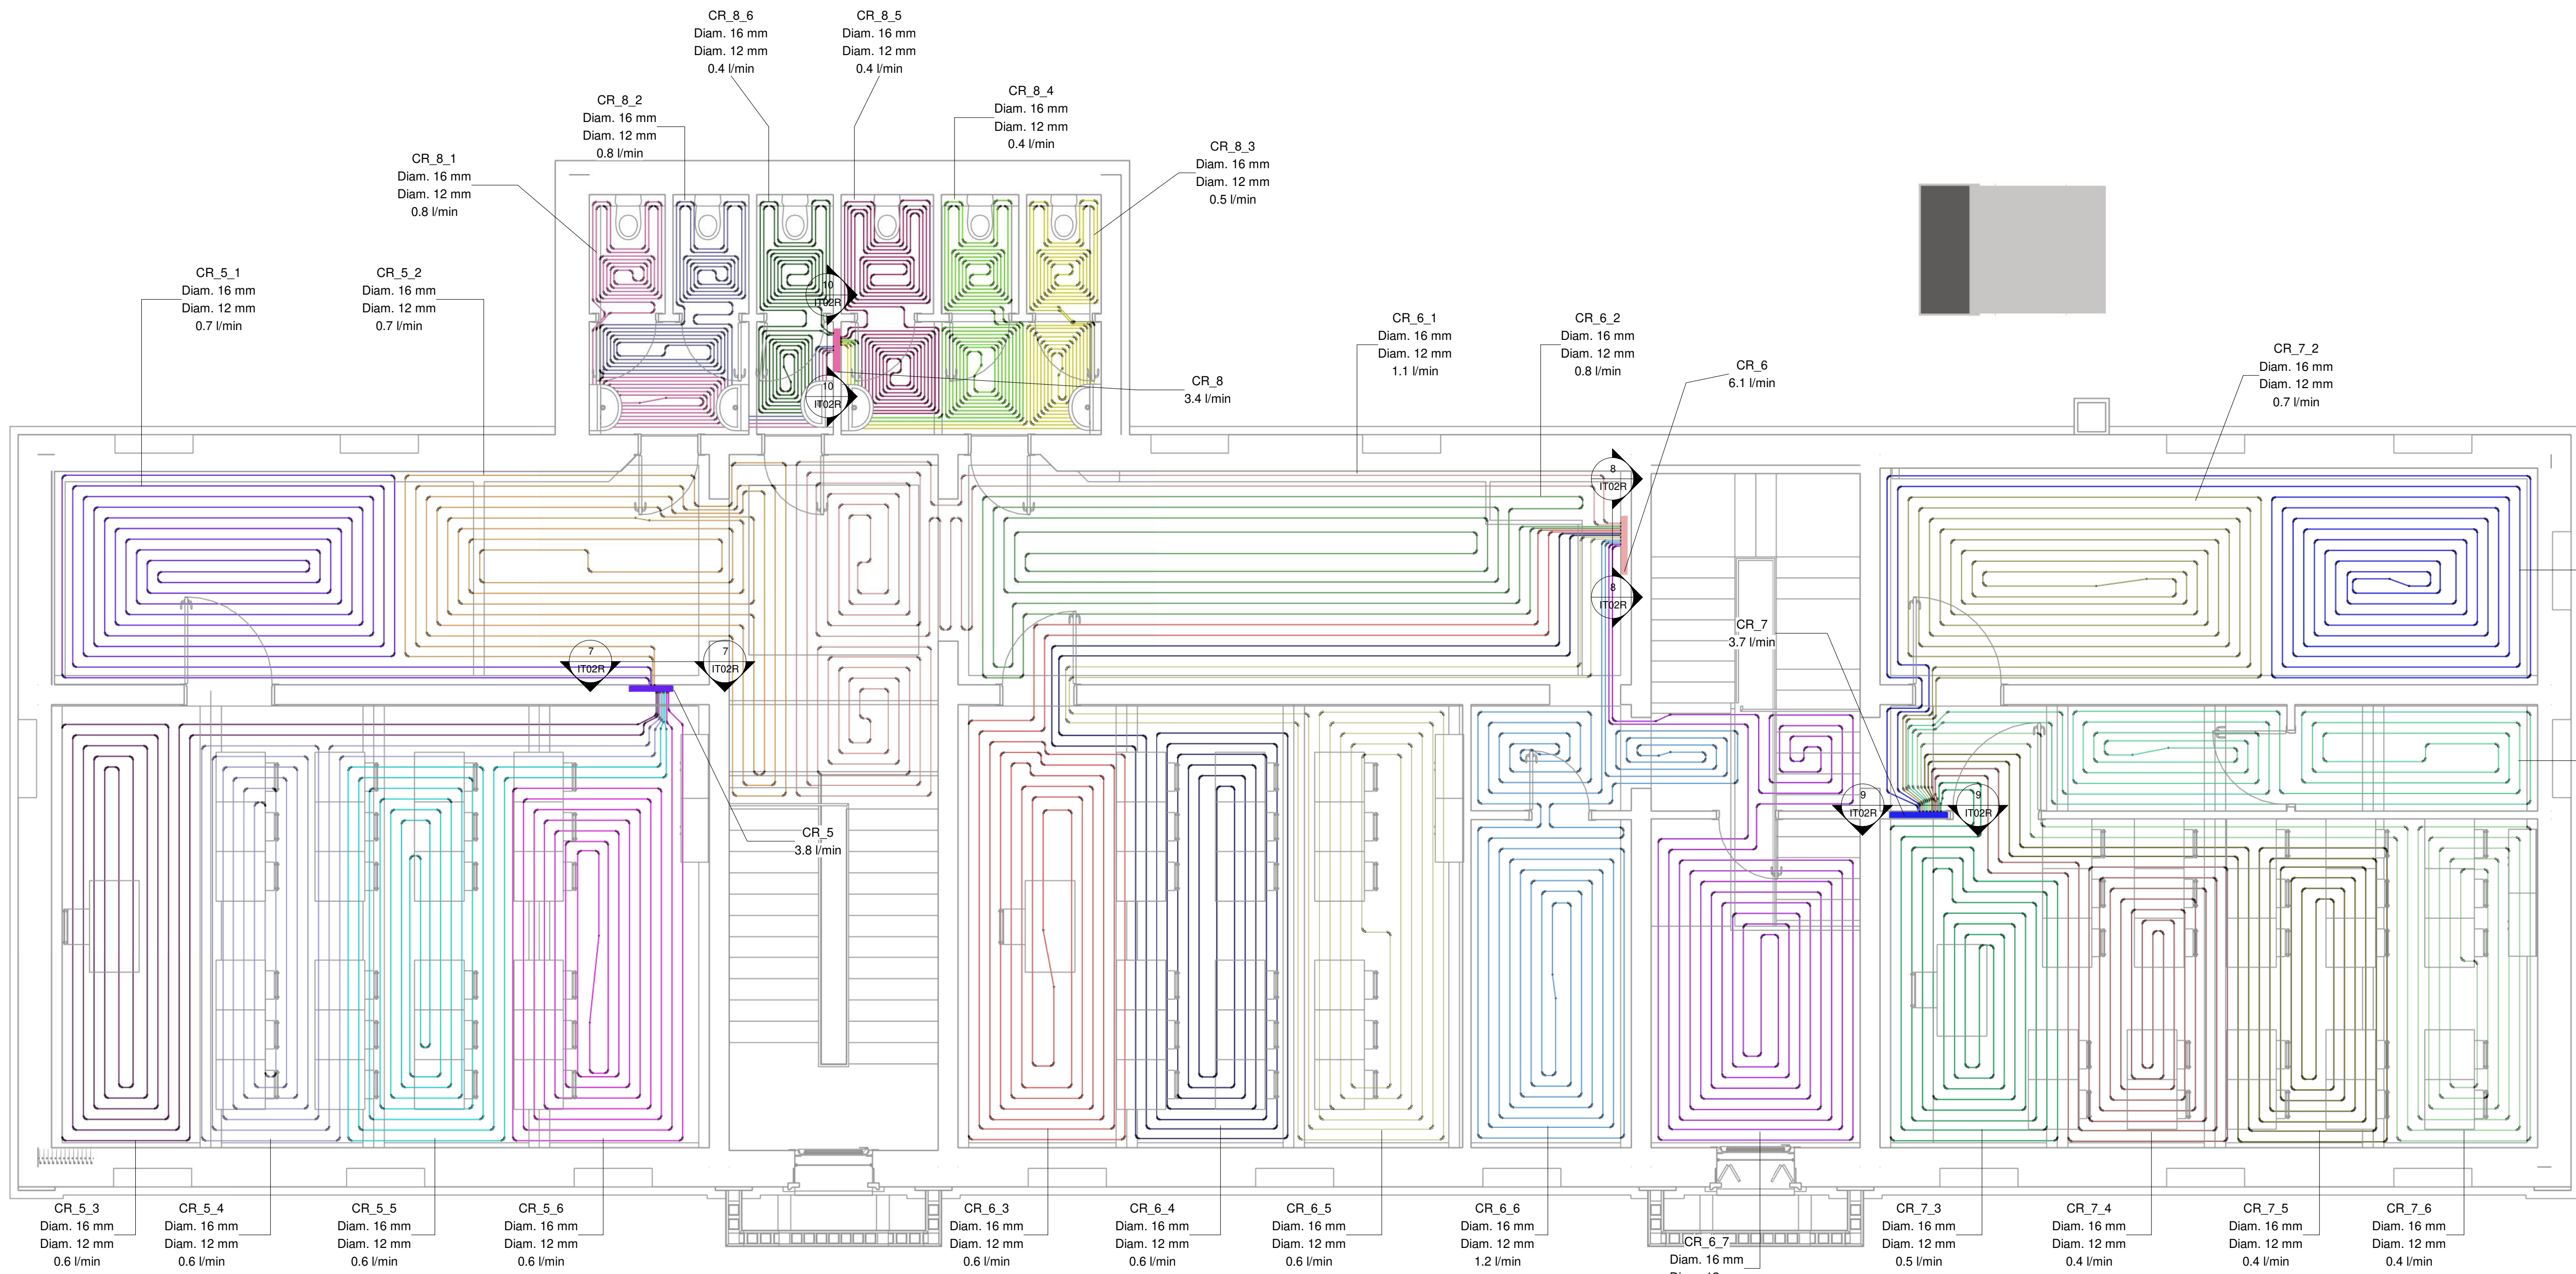 CR_8_6
Diam. 16 mm
Diam. 12 mm
0.4 l/min
CR_8_5
Diam. 16 mm
Diam. 12 mm
0.4 l/min
CR_8_2
Diam. 16 mm
Diam. 12 mm
0.8 l/min
CR_8_4
Diam. 16 mm
Diam. 12 mm
0.4 l/min
CR_8_1
Diam. 16 mm
Diam. 12 mm
0.8 l/min
CR_8_3
Diam. 16 mm
Diam. 12 mm
0.5 l/min
CR_5_1
Diam. 16 mm
Diam. 12 mm
0.7 l/min
CR_5_2
Diam. 16 mm
Diam. 12 mm
0.7 l/min
10
IT02R
10
IT02R
CR_8
3.4 l/min
CR_6_1
Diam. 16 mm
Diam. 12 mm
1.1 l/min
CR_6_2
Diam. 16 mm
Diam. 12 mm
0.8 l/min
CR_6
6.1 l/min
CR_7_2
Diam. 16 mm
Diam. 12 mm
0.7 l/min
8
IT02R
8
IT02R
CR_7
3.7 l/min
7
IT02R
7
IT02R
9
IT02R
9
IT02R
CR_5
3.8 l/min
CR_5_3
Diam. 16 mm
Diam. 12 mm
0.6 l/min
CR_5_4
Diam. 16 mm
Diam. 12 mm
0.6 l/min
CR_5_5
Diam. 16 mm
Diam. 12 mm
0.6 l/min
CR_5_6
Diam. 16 mm
Diam. 12 mm
0.6 l/min
CR_6_3
Diam. 16 mm
Diam. 12 mm
0.6 l/min
CR_6_4
Diam. 16 mm
Diam. 12 mm
0.6 l/min
CR_6_5
Diam. 16 mm
Diam. 12 mm
0.6 l/min
CR_6_6
Diam. 16 mm
Diam. 12 mm
1.2 l/min
CR_6_7
Diam. 16 mm
CR_7_3
Diam. 16 mm
Diam. 12 mm
0.5 l/min
CR_7_4
Diam. 16 mm
Diam. 12 mm
0.4 l/min
CR_7_5
Diam. 16 mm
Diam. 12 mm
0.4 l/min
CR_7_6
Diam. 16 mm
Diam. 12 mm
0.4 l/min